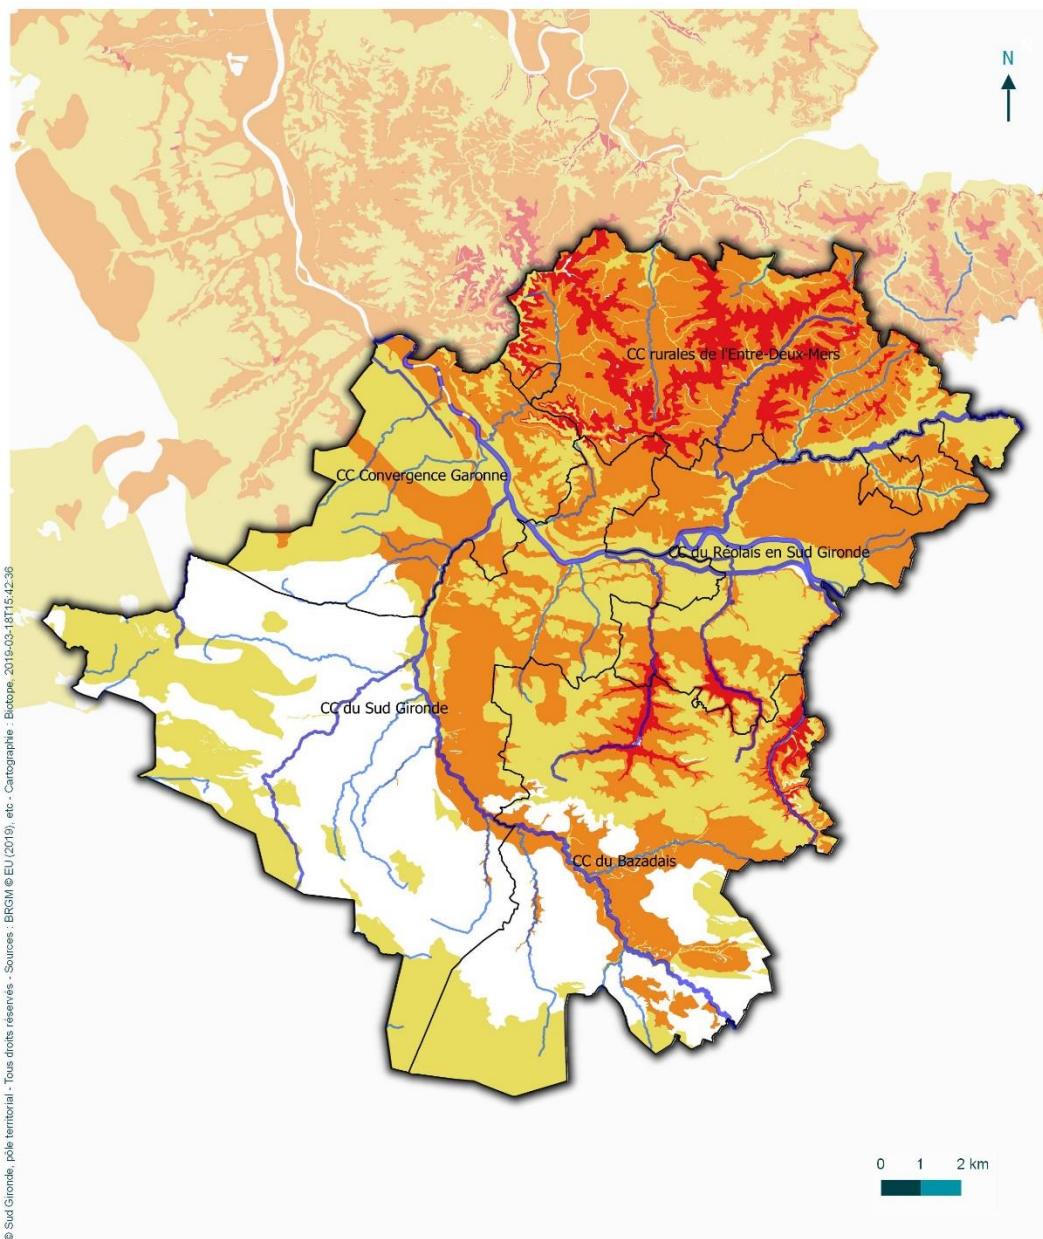 N
CC rurales de l'Entre-Deux-Mers
CC Convergence Garonne
CC du Réolais en Sud Gironde
CC du Sud Gironde
CC du Bazadais
0 1 2 km
© Sud Gironde, pôle territorial - Tous droits réservés - Sources : BRGM © EU (2019), etc - Cartographie : Biotope, 2019-03-18T15:42:36